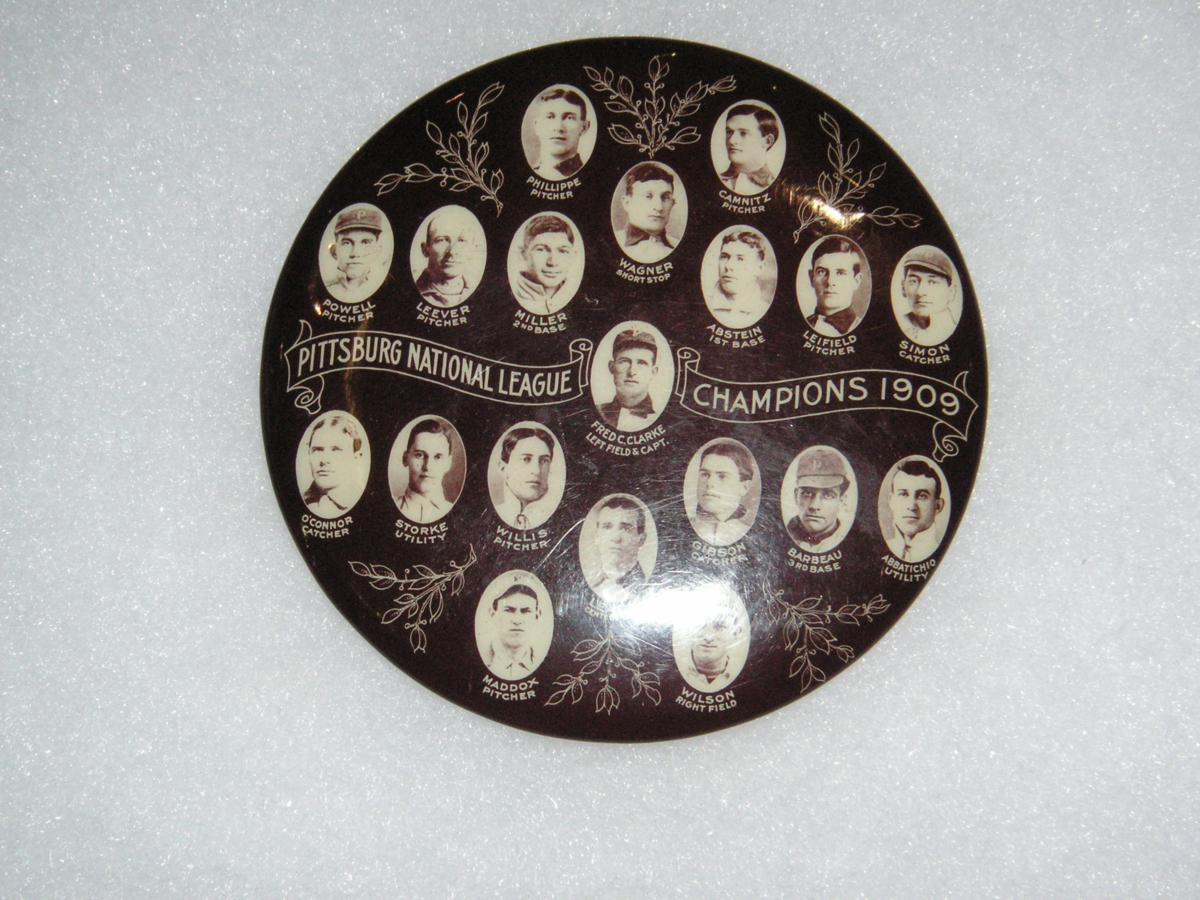 PHILLIPPE
PITCHER
CAMNITZ
PITCHER
WAGNER
SHORT STOP
POWELL
PITCHER
LEEVER
PITCHER
MILLER
2ND BASE
ABSTEIN
1ST BASE
LEIFIELD
PITCHER
SIMON
CATCHER
PITTSBURG NATIONAL LEAGUE
CHAMPIONS 1909
FRED C. CLARKE
LEFT FIELD & CAPT.
O'CONNOR
CATCHER
STORKE
UTILITY
WILLIS
PITCHER
GIBSON
CATCHER
BARBEAU
3RD BASE
ABBATICHIO
UTILITY
MADDOX
PITCHER
WILSON
RIGHT FIELD